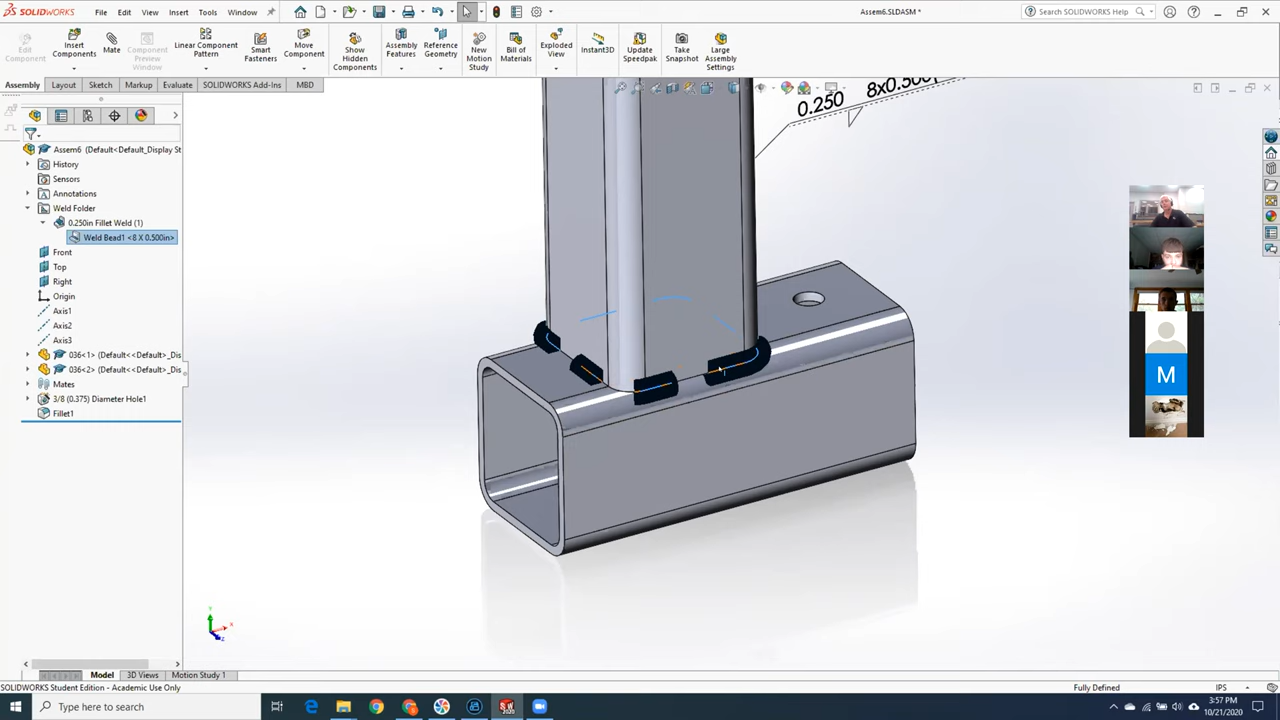 SOLIDWORKS
File
Edit
View
Insert
Tools
Window
Assem6.SLDASM *
Search SOLIDWORKS Help
Edit
Component
Insert
Components
Mate
Component
Preview
Window
Linear Component
Pattern
Smart
Fasteners
Move
Component
Show
Hidden
Components
Assembly
Features
Reference
Geometry
New
Motion
Study
Bill of
Materials
Exploded
View
Instant3D
Update
Speedpak
Take
Snapshot
Large
Assembly
Settings
Assembly
Layout
Sketch
Markup
Evaluate
SOLIDWORKS Add-Ins
MBD
Assem6 (Default<Default_Display St
History
Sensors
Annotations
Weld Folder
0.250in Fillet Weld (1)
Weld Bead1 <8 X 0.500in>
Front
Top
Right
Origin
Axis1
Axis2
Axis3
036<1> (Default<<Default>_Dis
036<2> (Default<<Default>_Dis
Mates
3/8 (0.375) Diameter Hole1
Fillet1
0.250
M
Model
3D Views
Motion Study 1
SOLIDWORKS Student Edition - Academic Use Only
Fully Defined
IPS
Type here to search
3:57 PM
10/21/2020